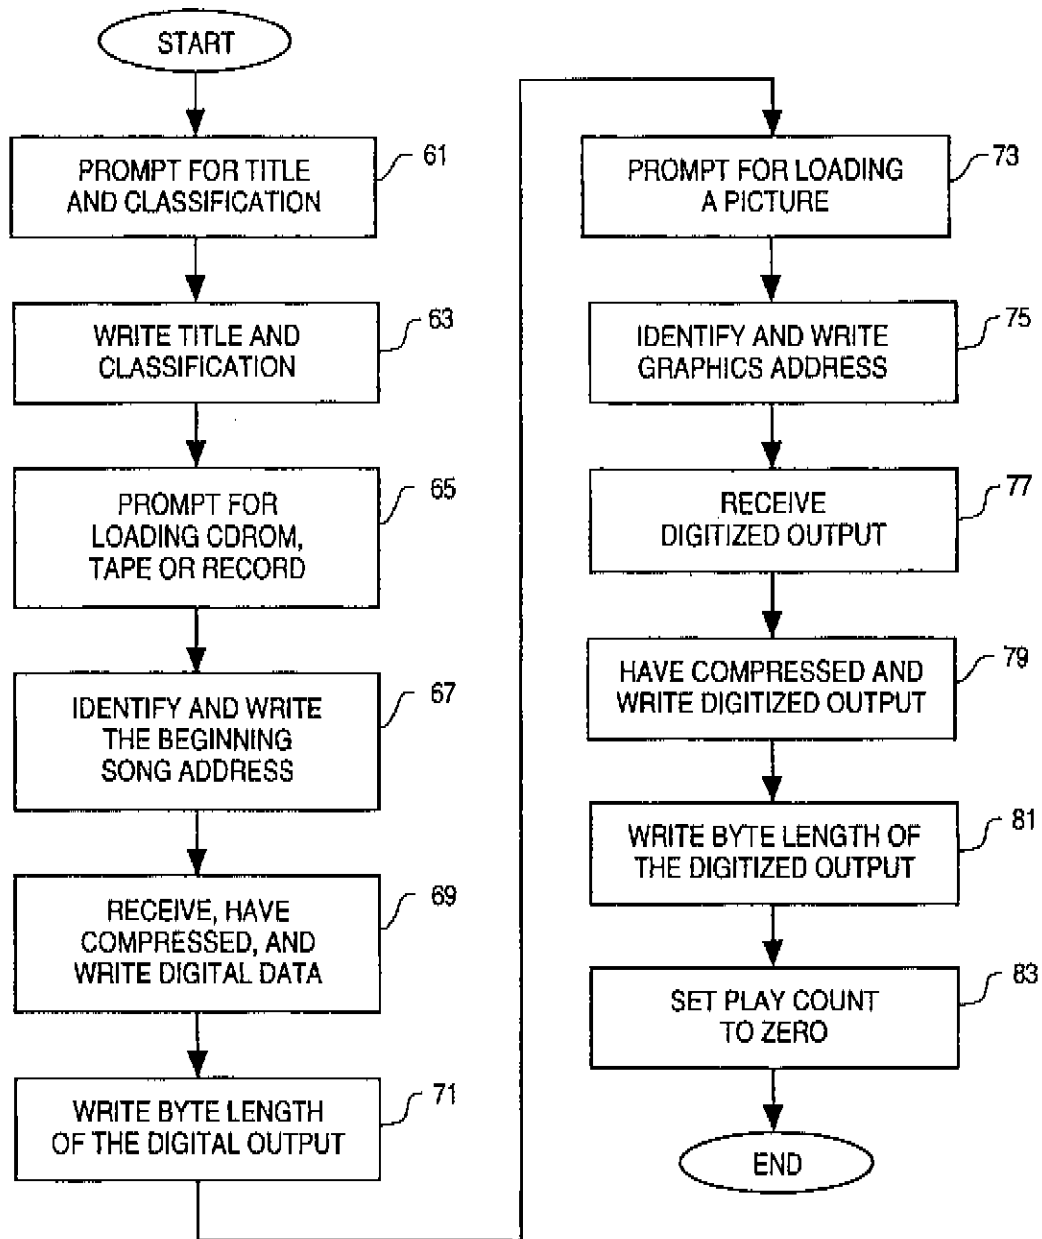 START
PROMPT FOR TITLE
AND CLASSIFICATION
61
WRITE TITLE AND
CLASSIFICATION
63
PROMPT FOR
LOADING CDROM,
TAPE OR RECORD
65
IDENTIFY AND WRITE
THE BEGINNING
SONG ADDRESS
67
RECEIVE, HAVE
COMPRESSED, AND
WRITE DIGITAL DATA
69
WRITE BYTE LENGTH
OF THE DIGITAL OUTPUT
71
PROMPT FOR LOADING
A PICTURE
73
IDENTIFY AND WRITE
GRAPHICS ADDRESS
75
RECEIVE
DIGITIZED OUTPUT
77
HAVE COMPRESSED AND
WRITE DIGITIZED OUTPUT
79
WRITE BYTE LENGTH OF
THE DIGITIZED OUTPUT
81
SET PLAY COUNT
TO ZERO
83
END